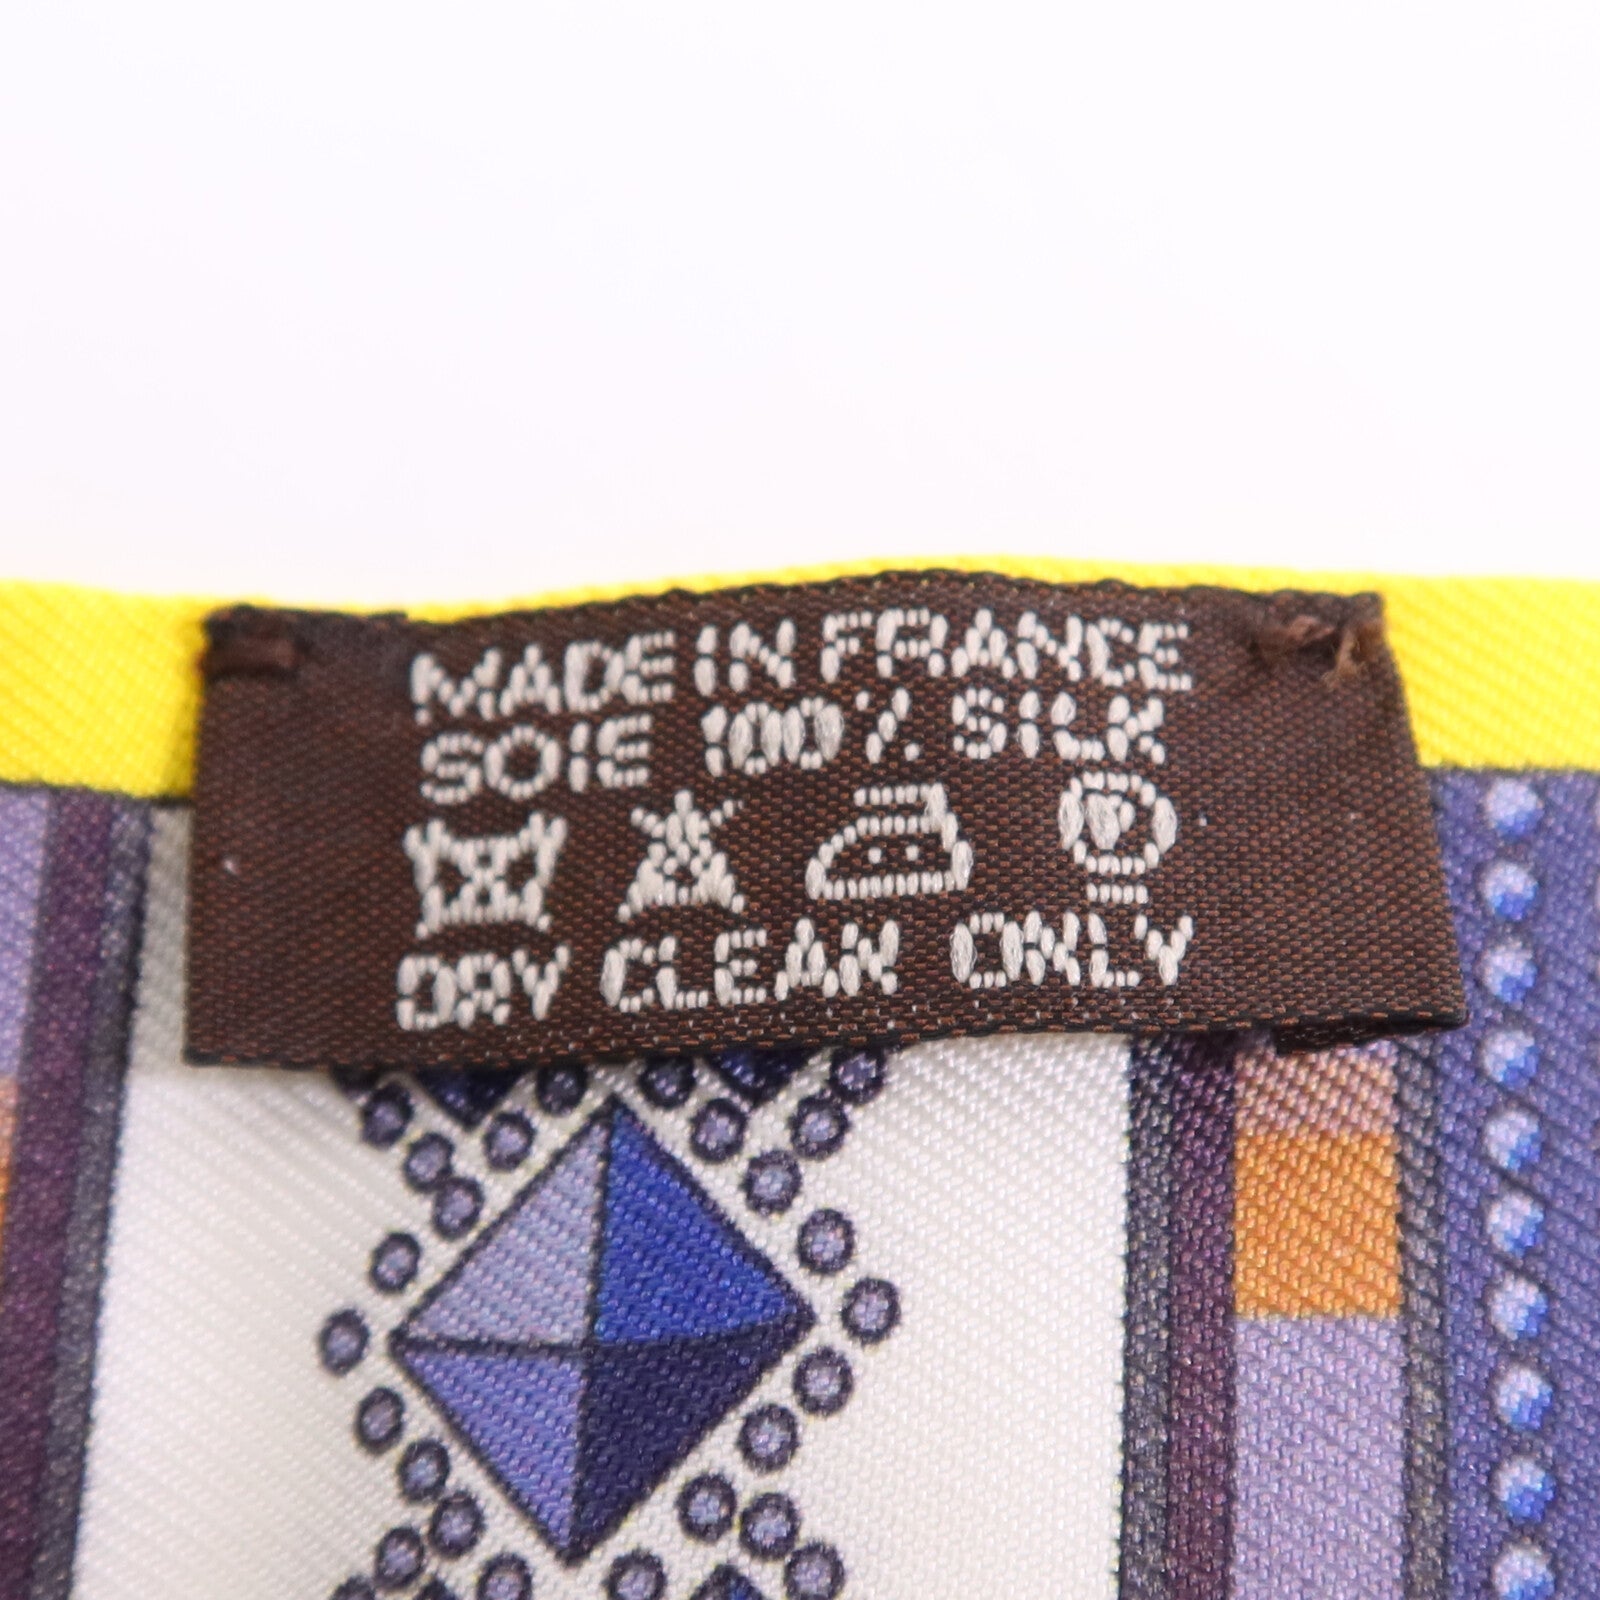 MADE IN FRANCE
SOIE 100% SILK
P
DRY CLEAN ONLY